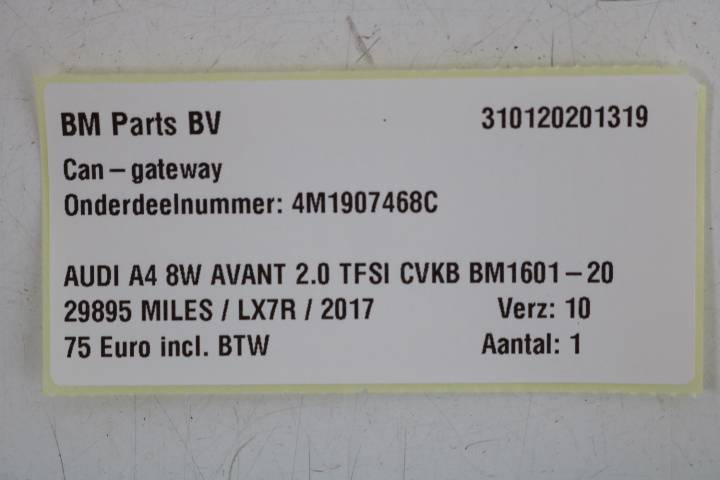 BM Parts BV 310120201319
Can-gateway
Onderdeelnummer: 4M1907468C
AUDI A4 8W AVANT 2.0 TFSI CVKB BM1601-20
29895 MILES / LX7R / 2017 Verz: 10
75 Euro incl. BTW Aantal: 1